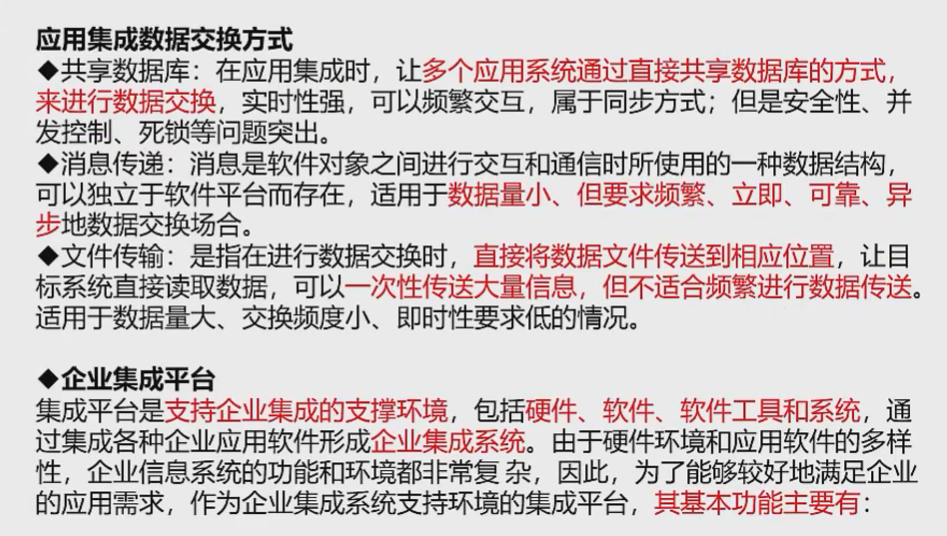 应用集成数据交换方式
◆共享数据库：在应用集成时，让多个应用系统通过直接共享数据库的方式，
来进行数据交换，实时性强，可以频繁交互，属于同步方式；但是安全性、并
发控制、死锁等问题突出。
◆消息传递：消息是软件对象之间进行交互和通信时所使用的一种数据结构，
可以独立于软件平台而存在，适用于数据量小、但要求频繁、立即、可靠、异
步地数据交换场合。
◆文件传输：是指在进行数据交换时，直接将数据文件传送到相应位置，让目
标系统直接读取数据，可以一次性传送大量信息，但不适合频繁进行数据传送。
适用于数据量大、交换频度小、即时性要求低的情况。
◆企业集成平台
集成平台是支持企业集成的支撑环境，包括硬件、软件、软件工具和系统，通
过集成各种企业应用软件形成企业集成系统。由于硬件环境和应用软件的多样
性，企业信息系统的功能和环境都非常复 杂，因此，为了能够较好地满足企业
的应用需求，作为企业集成系统支持环境的集成平台，其基本功能主要有：